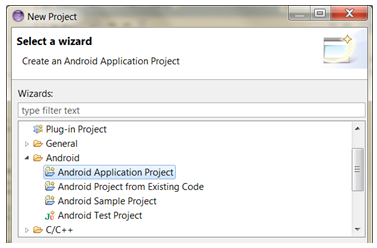 New Project
Select a wizard
Create an Android Application Project
Wizards:
type filter text
Plug-in Project
General
Android
Android Application Project
Android Project from Existing Code
Android Sample Project
Android Test Project
C/C++